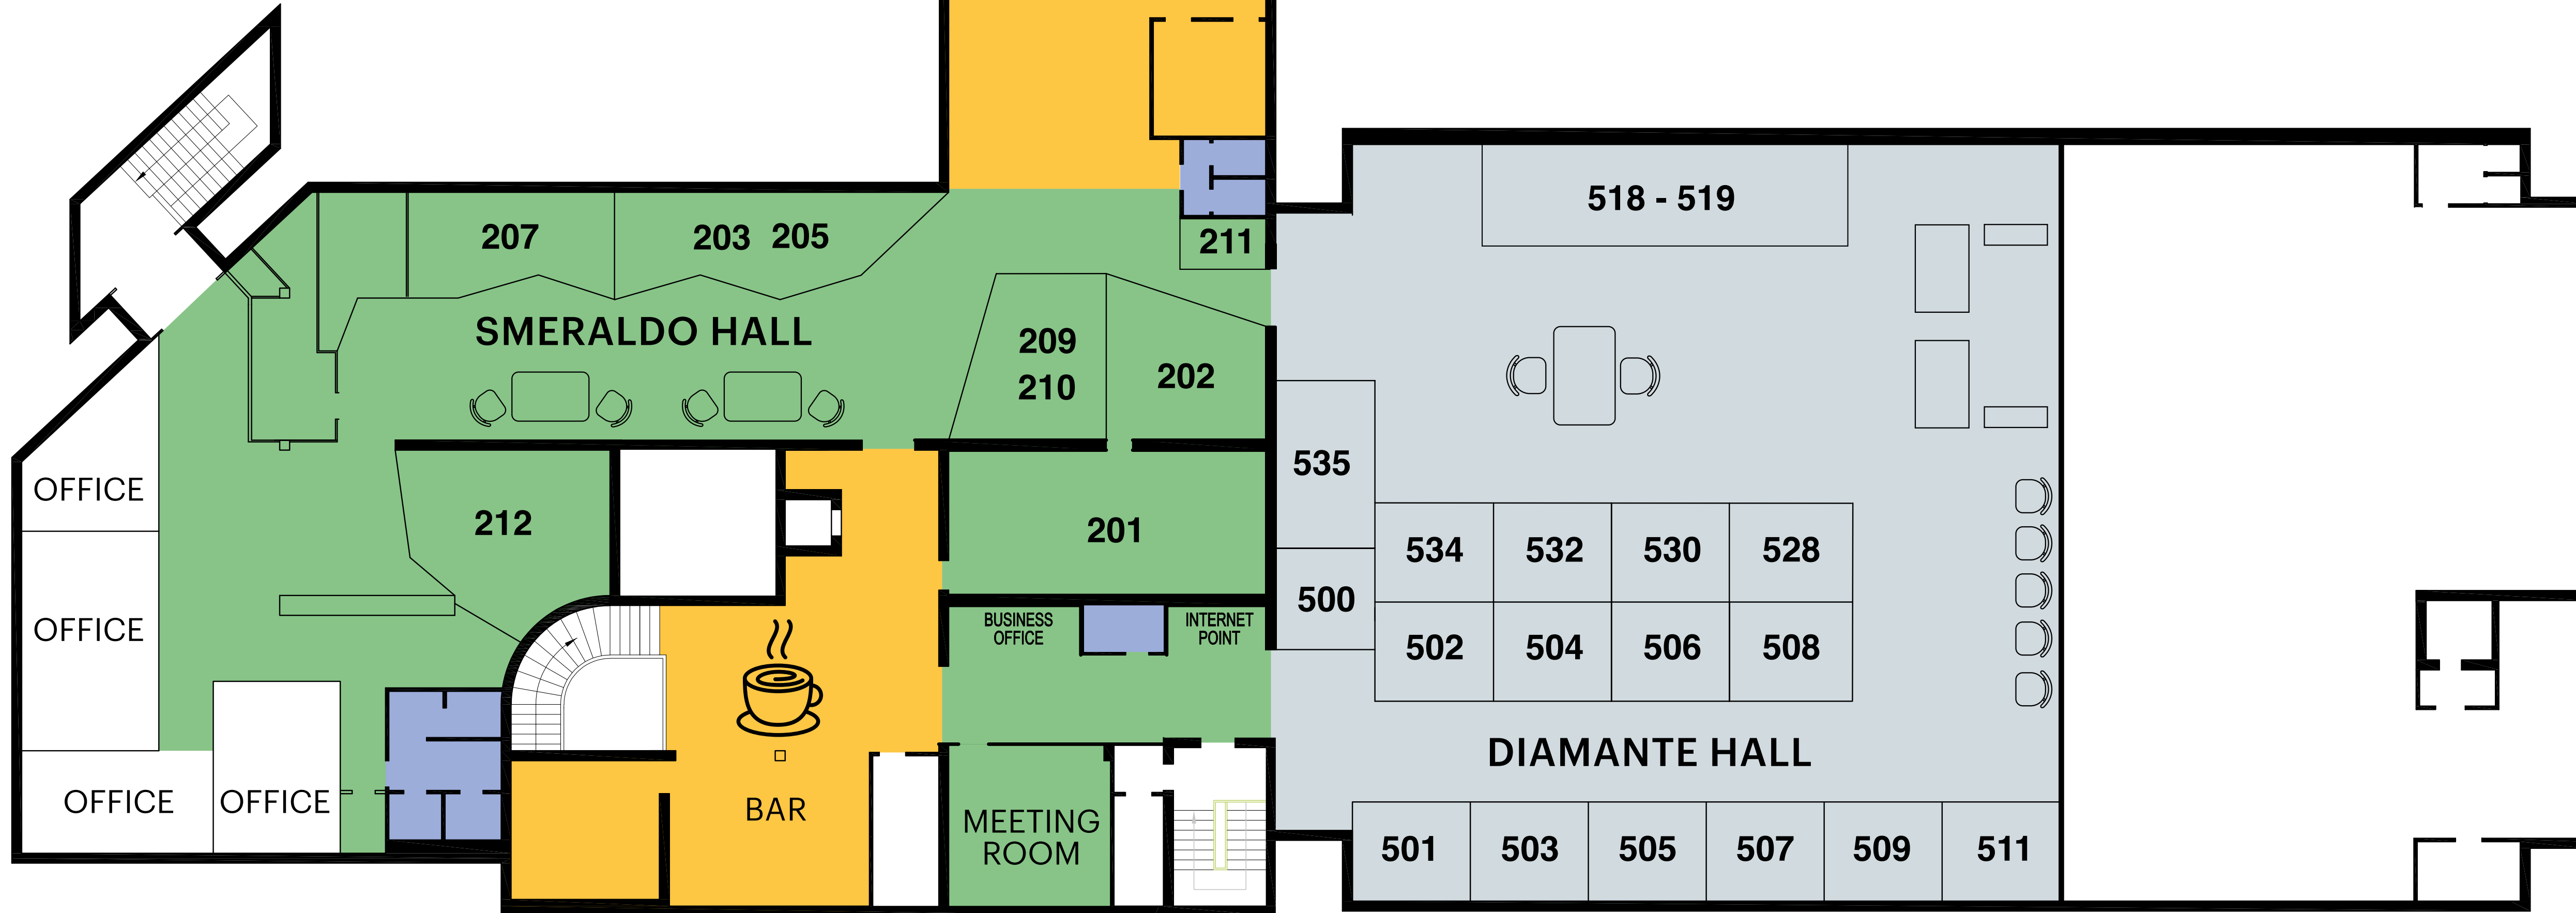 518 - 519
207
203 205
211
SMERALDO HALL
209
210
202
535
OFFICE
212
201
534 532 530 528
500
BUSINESS
OFFICE
INTERNET
POINT
OFFICE
502 504 506 508
DIAMANTE HALL
OFFICE
OFFICE
BAR
MEETING
ROOM
501 503 505 507 509 511